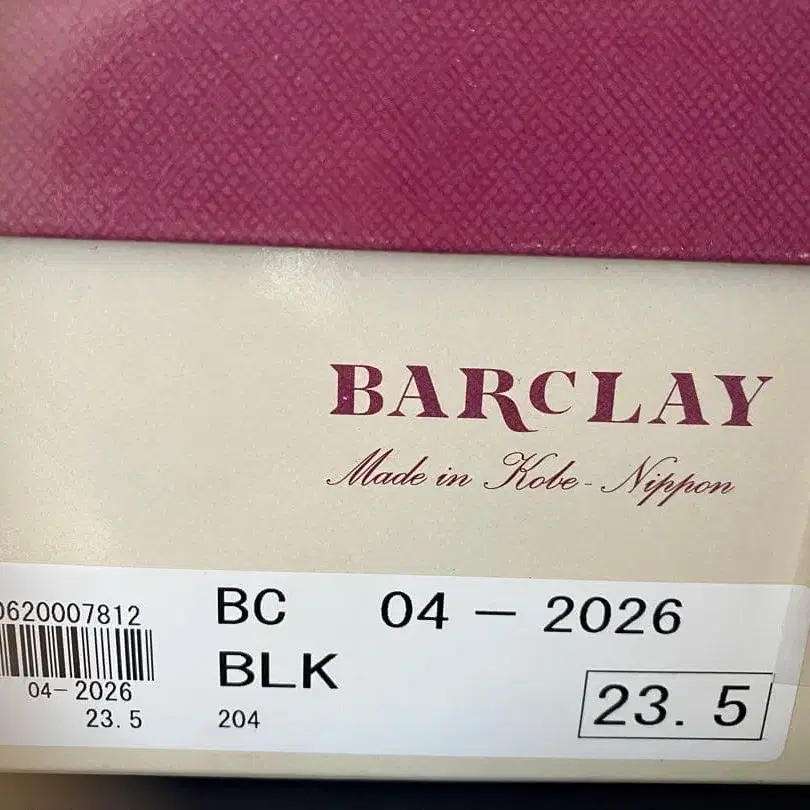 BARCLAY
Made in Kobe - Nippon
0620007812
04-2026
23.5
BC 04 — 2026
BLK
204
23.5